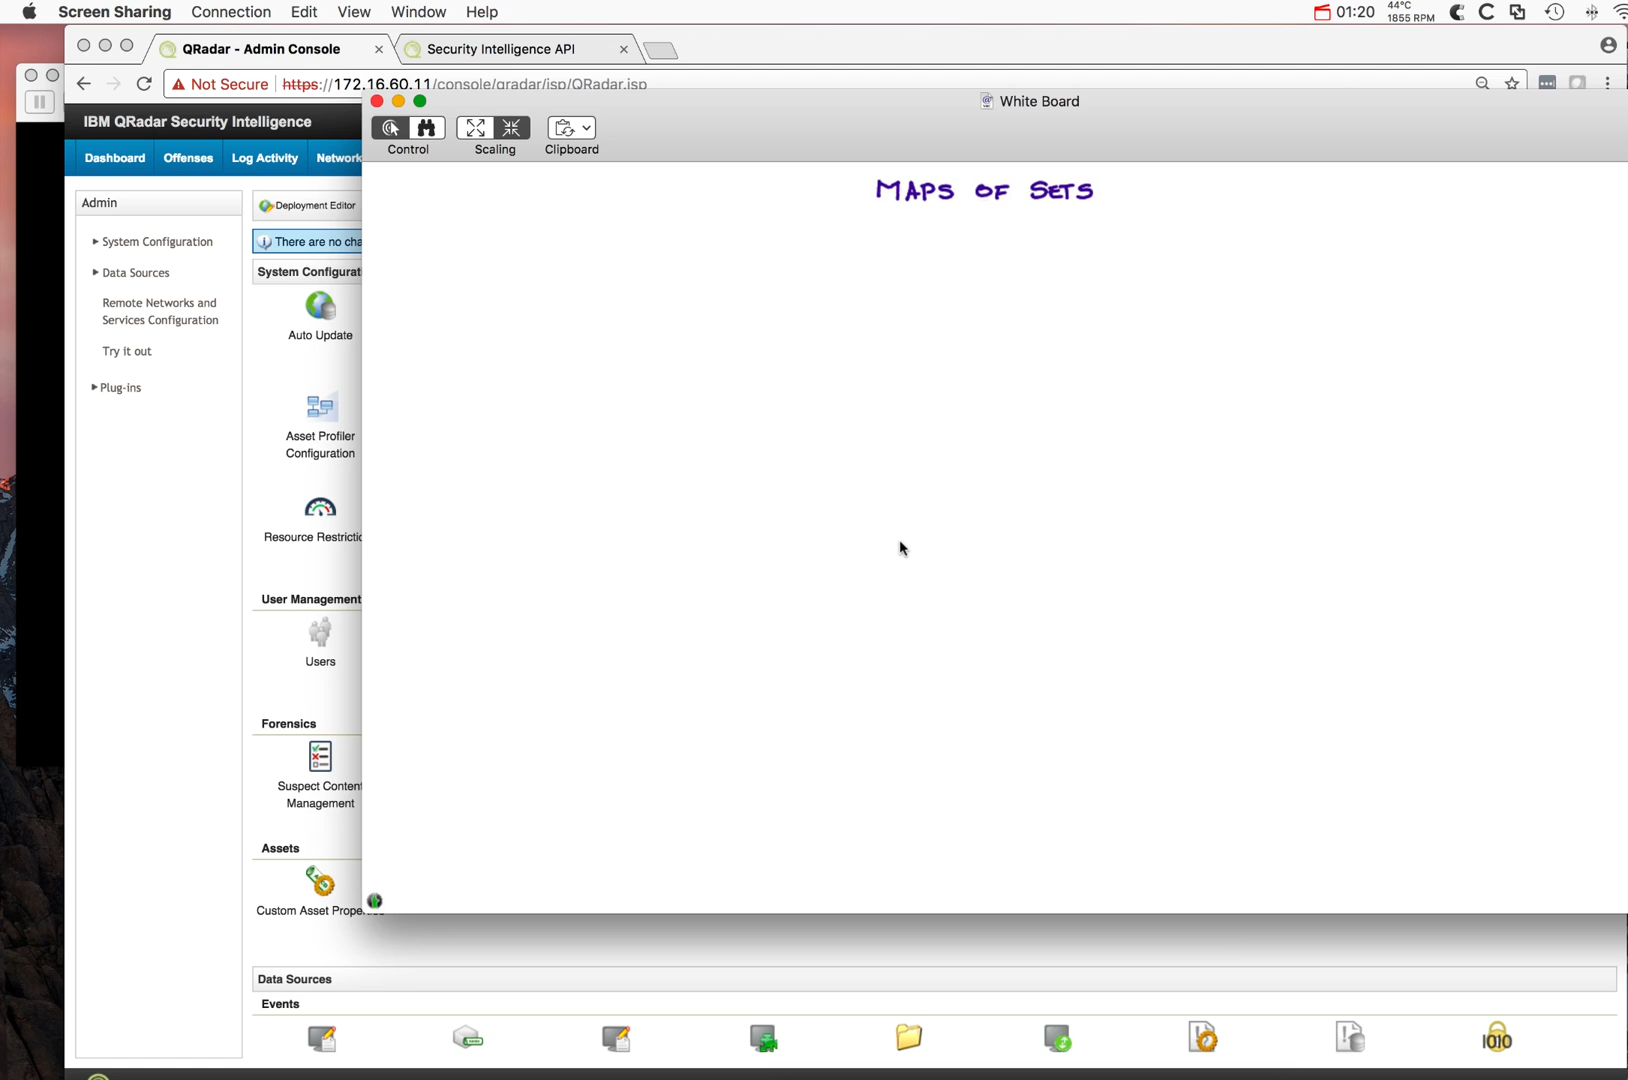 Screen Sharing Connection Edit View Window Help
01:20 44°C 1855 RPM
QRadar - Admin Console
Security Intelligence API
Not Secure https://172.16.60.11/console/qradar/jsp/QRadar.jsp
White Board
IBM QRadar Security Intelligence
Control Scaling Clipboard
Dashboard Offenses Log Activity Network
MAPS OF SETS
Admin
Deployment Editor
System Configuration
There are no cha
Data Sources
System Configurat
Remote Networks and
Services Configuration
Auto Update
Try it out
Plug-ins
Asset Profiler
Configuration
Resource Restrictic
User Management
Users
Forensics
Suspect Content
Management
Assets
Custom Asset Prope
Data Sources
Events
1010